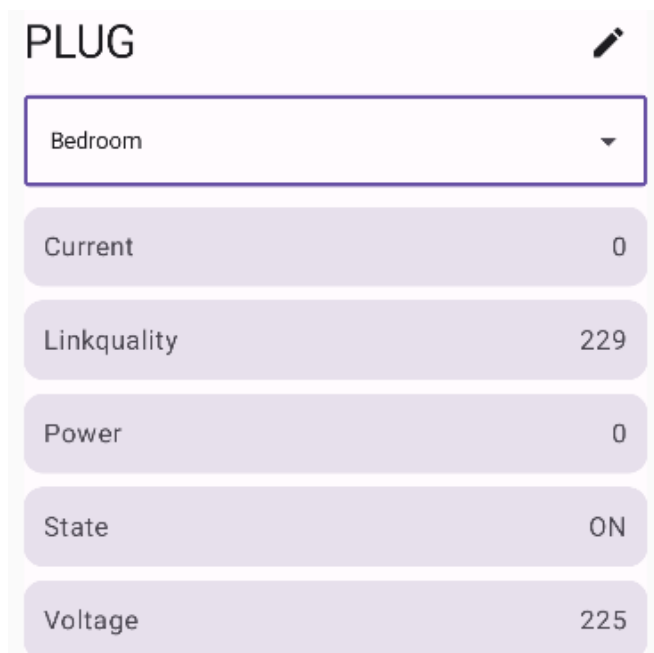 PLUG
Bedroom
Current 0
Linkquality 229
Power 0
State ON
Voltage 225